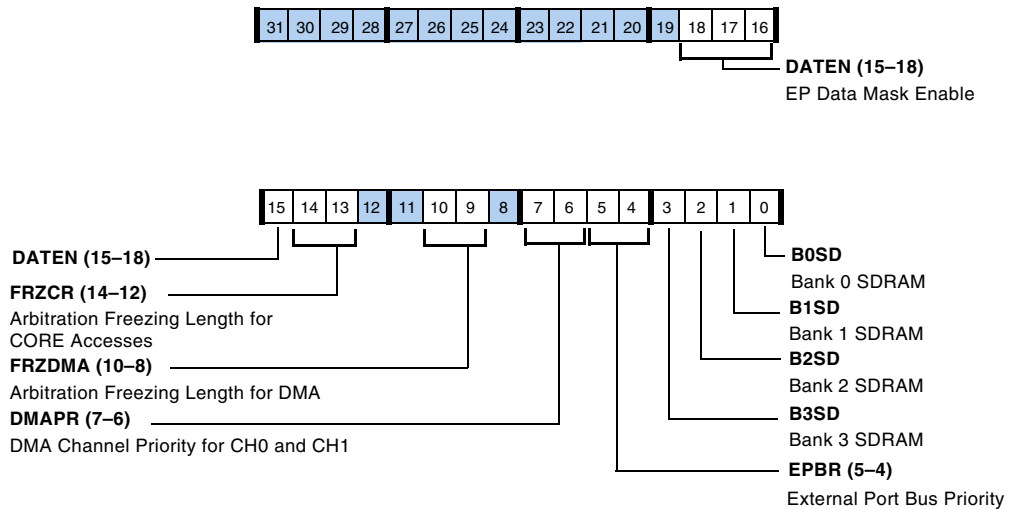 31 30 29 28 27 26 25 24 23 22 21 20 19 18 17 16
DATEN (15–18)
EP Data Mask Enable
15 14 13 12 11 10 9 8 7 6 5 4 3 2 1 0
DATEN (15–18)
FRZCR (14–12)
Arbitration Freezing Length for
CORE Accesses
FRZDMA (10–8)
Arbitration Freezing Length for DMA
DMAPR (7–6)
DMA Channel Priority for CH0 and CH1
B0SD
Bank 0 SDRAM
B1SD
Bank 1 SDRAM
B2SD
Bank 2 SDRAM
B3SD
Bank 3 SDRAM
EPBR (5–4)
External Port Bus Priority